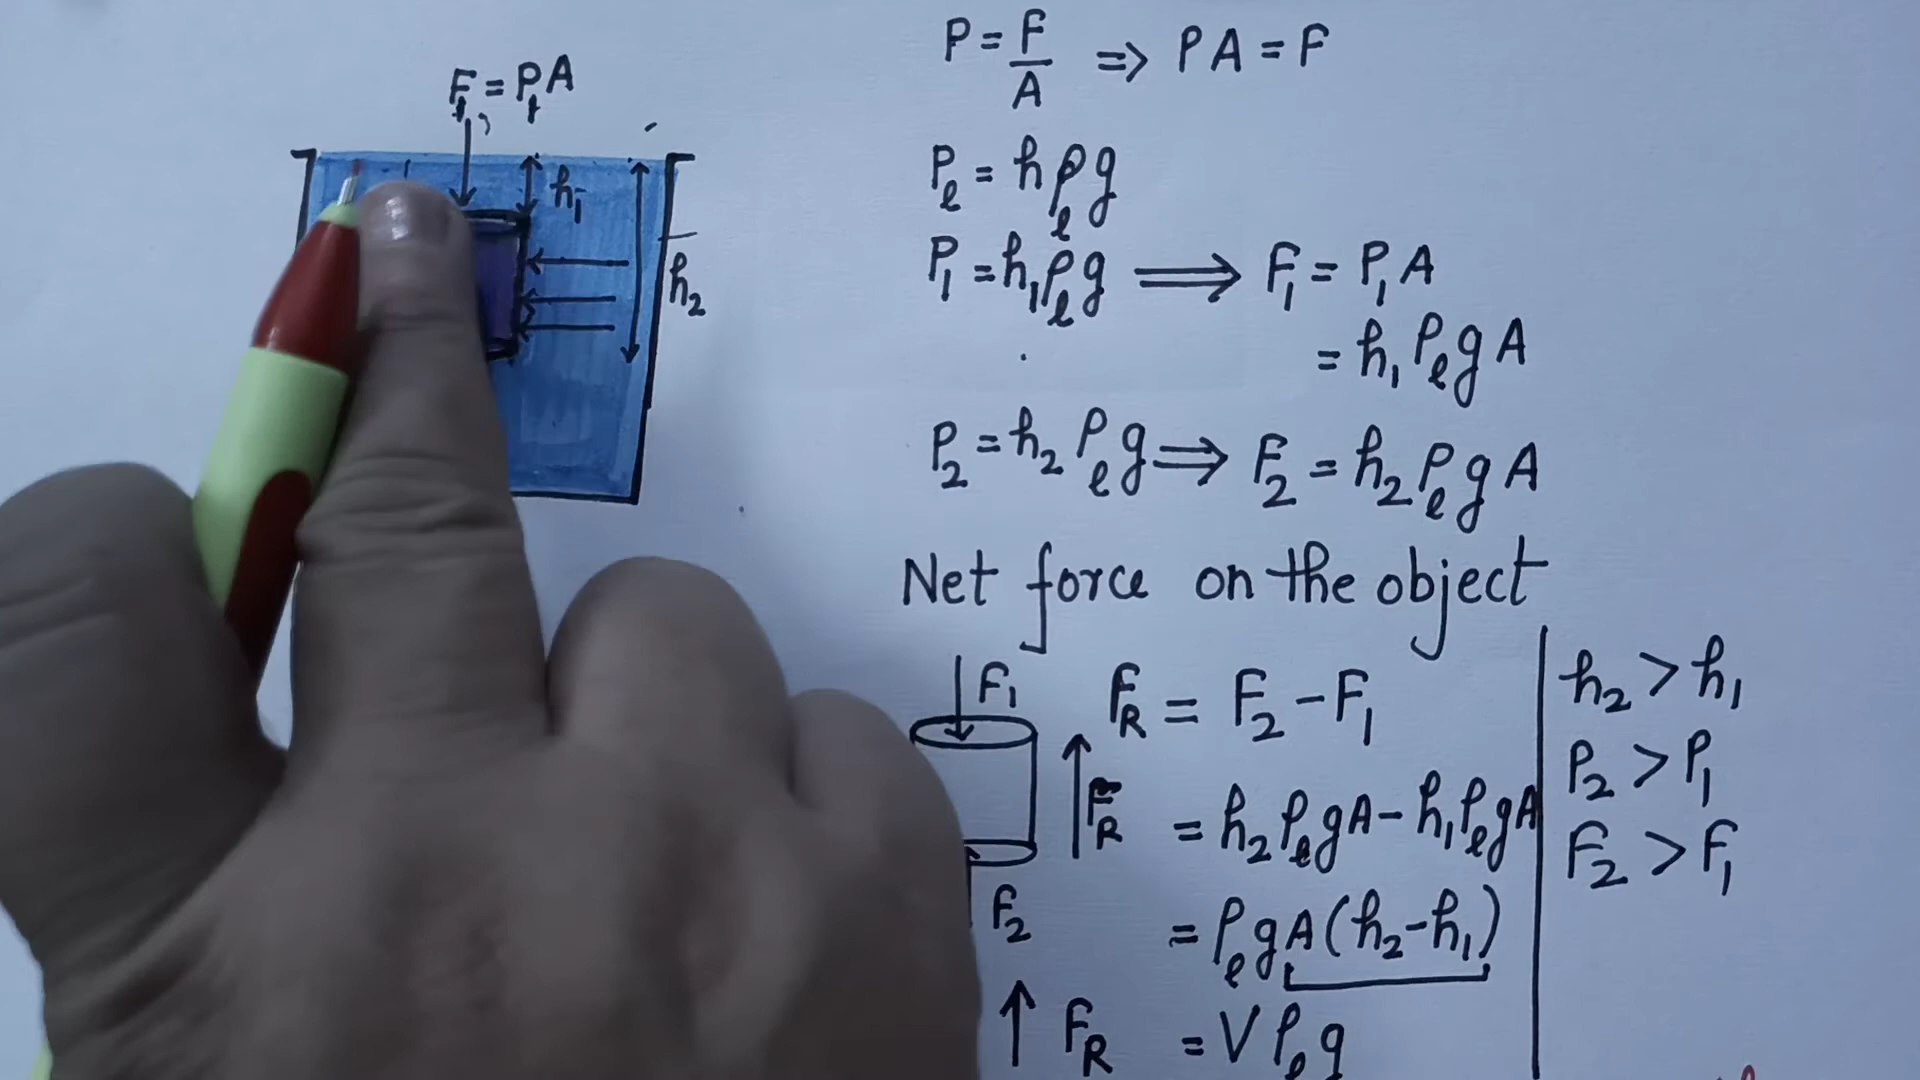 F₁ = P₁A
h₁
h₂
P = F/A ⇒ PA = F
Pₗ = hρₗg
P₁ = h₁ρₗg ⟹ F₁ = P₁A
= h₁ρₗgA
P₂ = h₂ρₗg ⟹ F₂ = h₂ρₗgA
Net force on the object
F₁
F_R
F₂
F_R = F₂ - F₁
= h₂ρₗgA - h₁ρₗgA
= ρₗgA(h₂-h₁)
↑ F_R = Vρₗg
h₂ > h₁
P₂ > P₁
F₂ > F₁